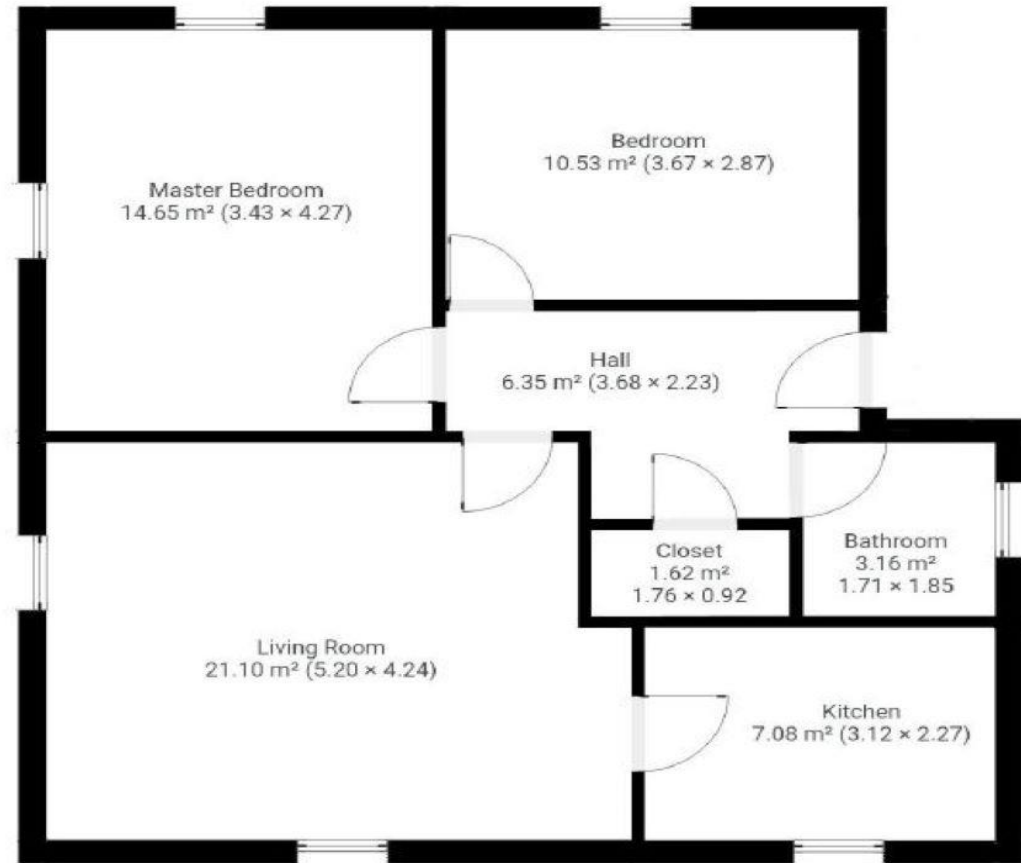 Bedroom
10.53 m² (3.67 × 2.87)
Master Bedroom
14.65 m² (3.43 × 4.27)
Hall
6.35 m² (3.68 × 2.23)
Closet
1.62 m²
1.76 × 0.92
Bathroom
3.16 m²
1.71 × 1.85
Living Room
21.10 m² (5.20 × 4.24)
Kitchen
7.08 m² (3.12 × 2.27)